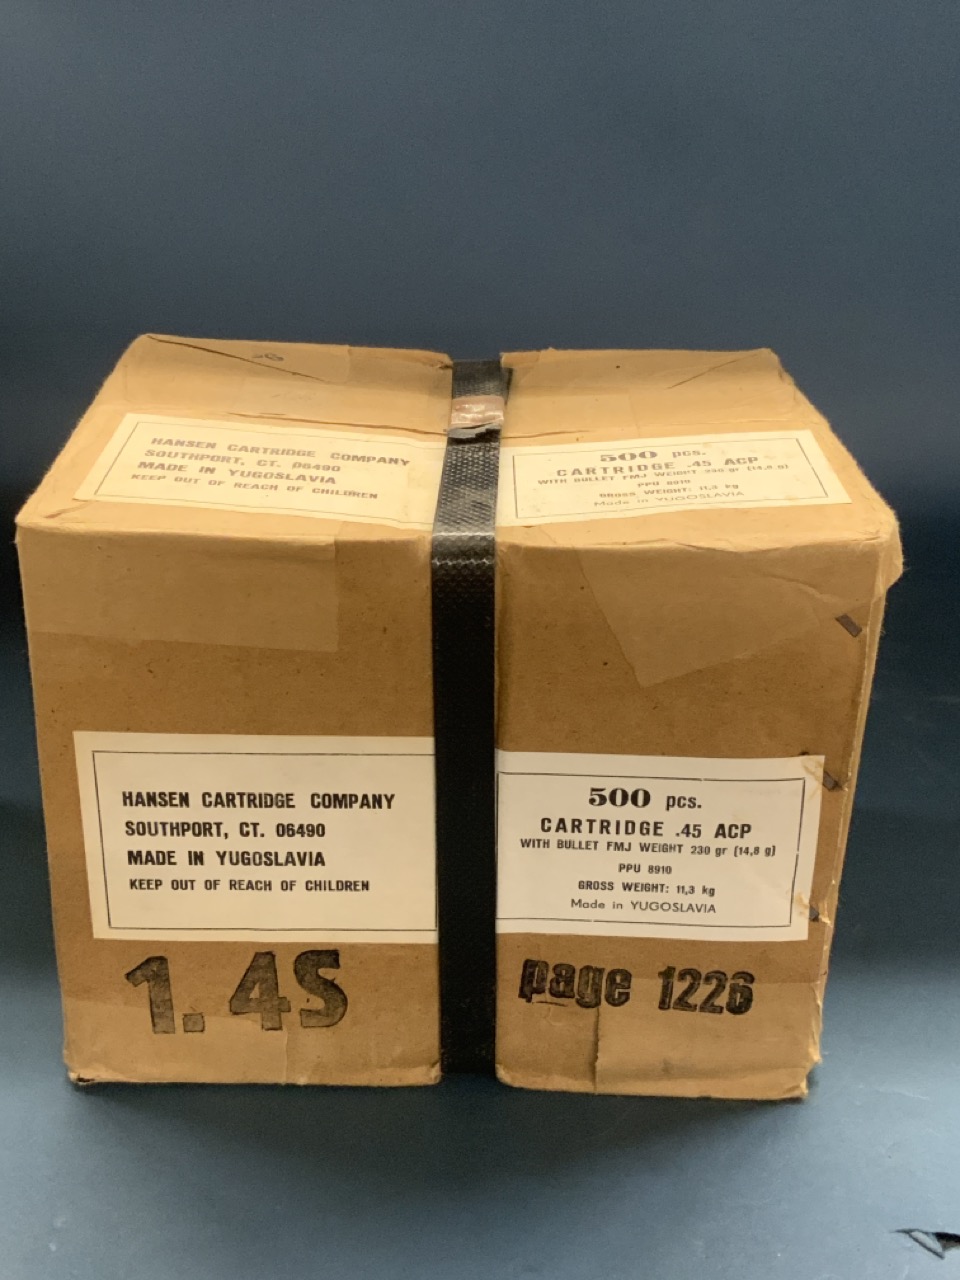 HANSEN CARTRIDGE COMPANY
SOUTHPORT, CT. 06490
MADE IN YUGOSLAVIA
KEEP OUT OF REACH OF CHILDREN
500 pcs.
CARTRIDGE .45 ACP
WITH BULLET FMJ WEIGHT 230 gr (14,8 g)
PPU 8910
GROSS WEIGHT: 11,3 kg
Made in YUGOSLAVIA
HANSEN CARTRIDGE COMPANY
SOUTHPORT, CT. 06490
MADE IN YUGOSLAVIA
KEEP OUT OF REACH OF CHILDREN
500 pcs.
CARTRIDGE .45 ACP
WITH BULLET FMJ WEIGHT 230 gr (14,8 g)
PPU 8910
GROSS WEIGHT: 11,3 kg
Made in YUGOSLAVIA
1.4S
page 1226